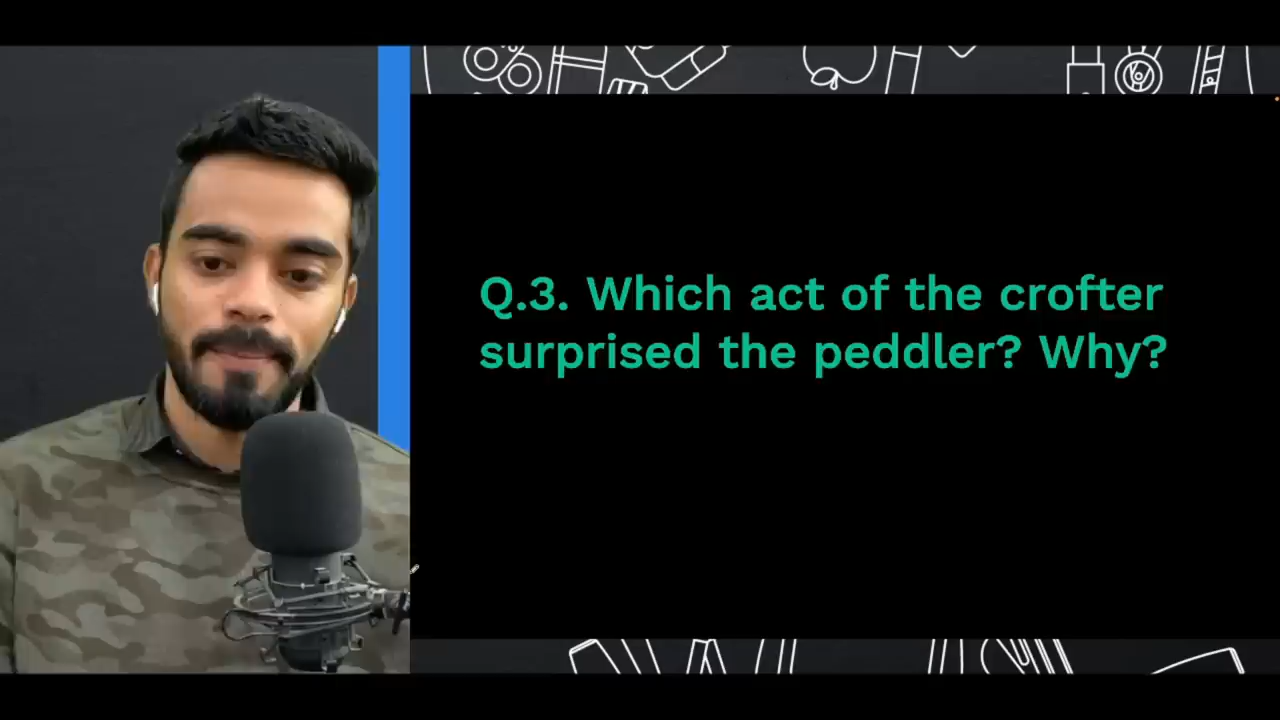 Q.3. Which act of the crofter
surprised the peddler? Why?